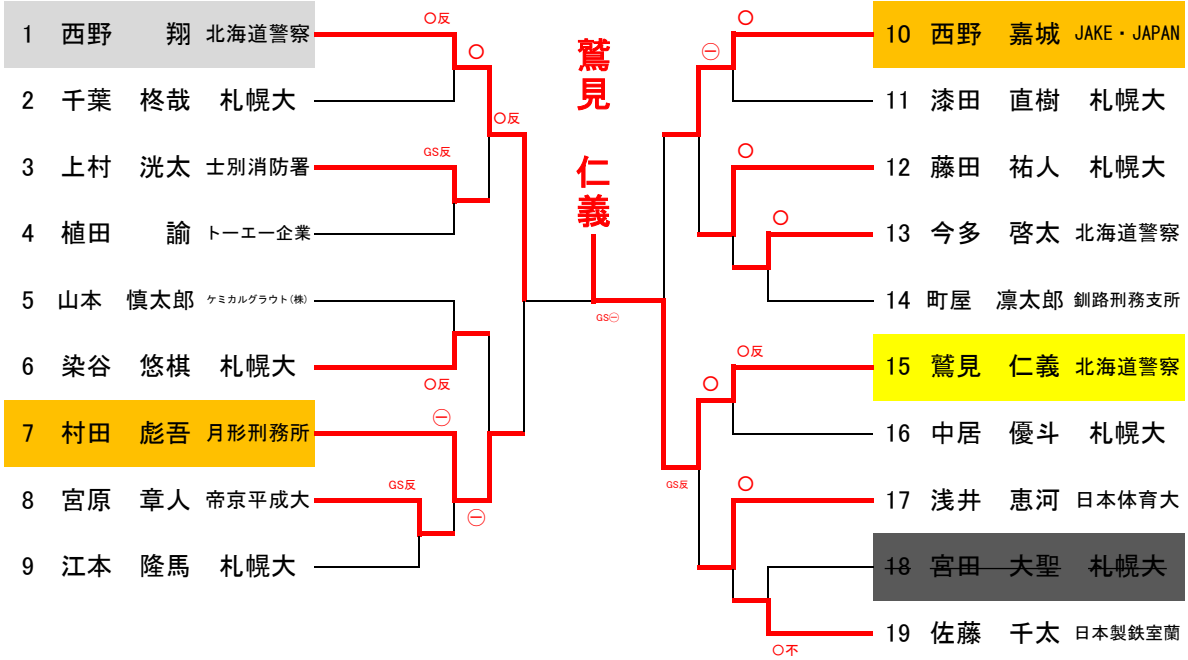 1 西野 翔 北海道警察
2 千葉 柊哉 札幌大
3 上村 洸太 士別消防署
4 植田 諭 トーエー企業
5 山本 慎太郎 ケミカルグラウト(株)
6 染谷 悠棋 札幌大
7 村田 彪吾 月形刑務所
8 宮原 章人 帝京平成大
9 江本 隆馬 札幌大
〇反
〇
〇反
GS反
〇反
㊀
GS反
㊀
鷲見 仁義
GS㊀
〇
㊀
〇
〇
〇反
〇
GS反
〇
〇不
10 西野 嘉城 JAKE・JAPAN
11 漆田 直樹 札幌大
12 藤田 祐人 札幌大
13 今多 啓太 北海道警察
14 町屋 凛太郎 釧路刑務支所
15 鷲見 仁義 北海道警察
16 中居 優斗 札幌大
17 浅井 恵河 日本体育大
18 宮田 大聖 札幌大
19 佐藤 千太 日本製鉄室蘭